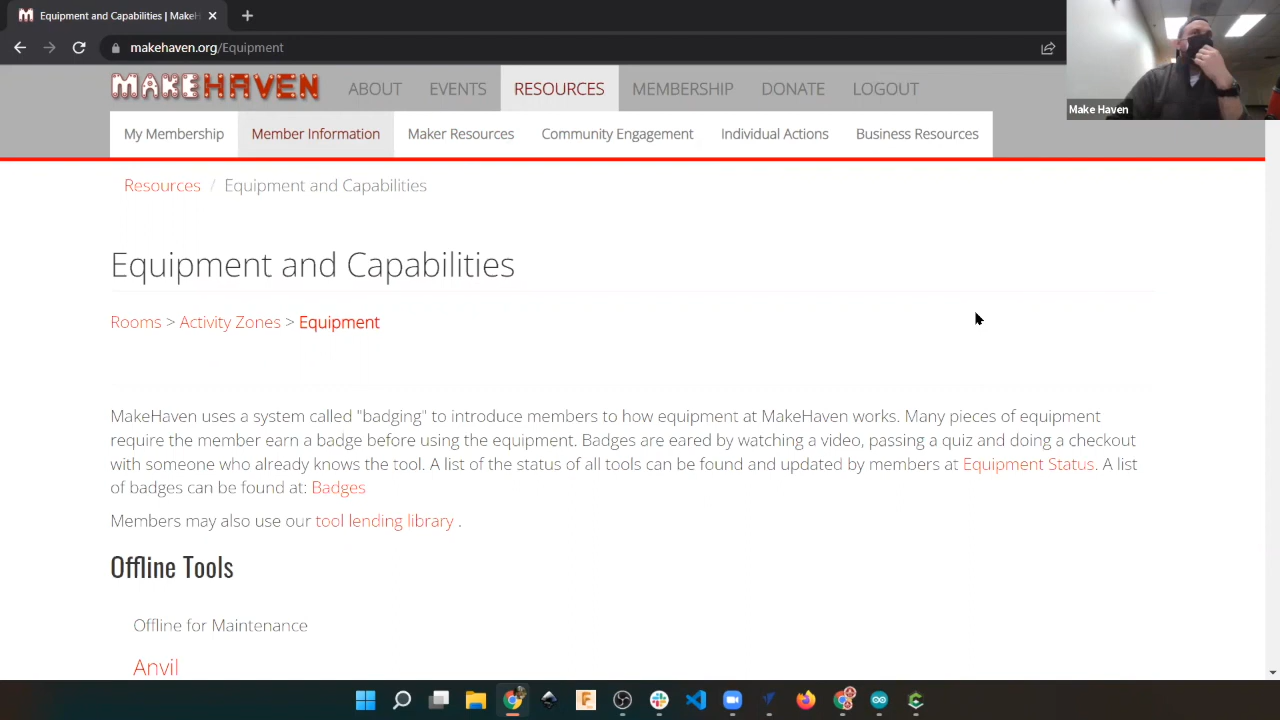 Equipment and Capabilities | MakeH
makehaven.org/Equipment
MAKEHAVEN
ABOUT
EVENTS
RESOURCES
MEMBERSHIP
DONATE
LOGOUT
Make Haven
My Membership
Member Information
Maker Resources
Community Engagement
Individual Actions
Business Resources
Resources / Equipment and Capabilities
Equipment and Capabilities
Rooms > Activity Zones > Equipment
MakeHaven uses a system called "badging" to introduce members to how equipment at MakeHaven works. Many pieces of equipment
require the member earn a badge before using the equipment. Badges are eared by watching a video, passing a quiz and doing a checkout
with someone who already knows the tool. A list of the status of all tools can be found and updated by members at Equipment Status. A list
of badges can be found at: Badges
Members may also use our tool lending library .
Offline Tools
Offline for Maintenance
Anvil